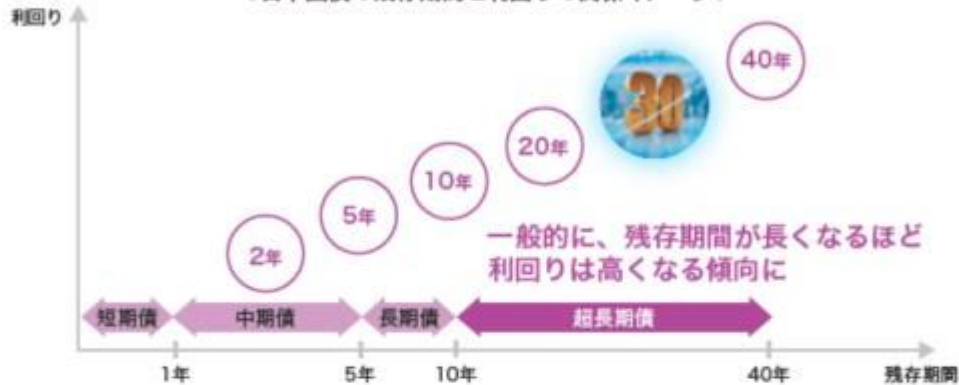 利回り
40年
30
20年
10年
5年
2年
一般的に、残存期間が長くなるほど
利回りは高くなる傾向に
短期債
中期債
長期債
超長期債
1年
5年
10年
40年
残存期間